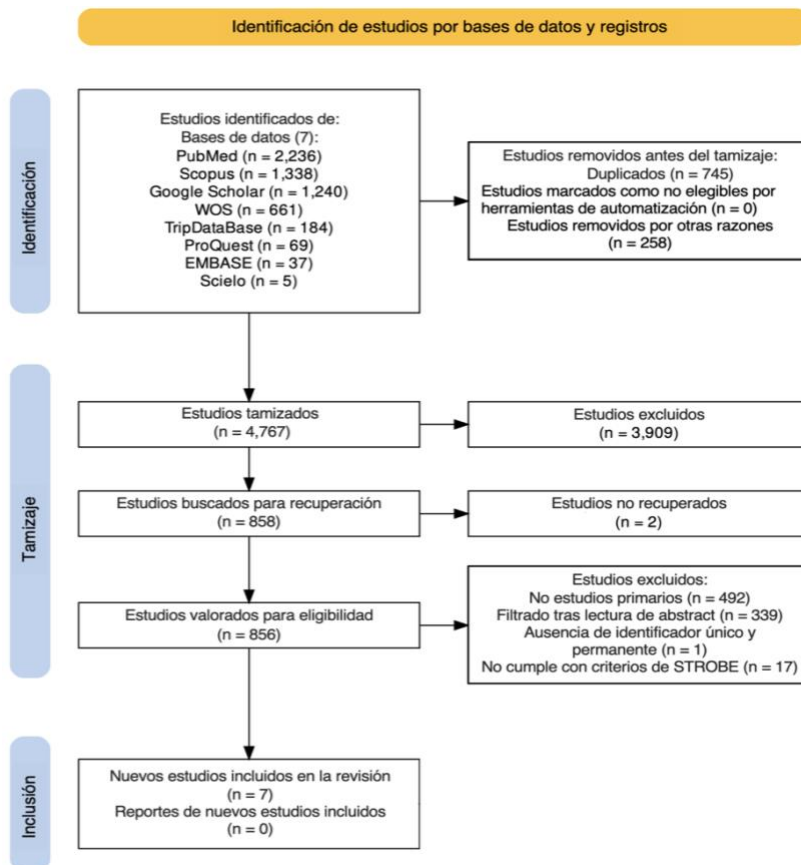 Identificación de estudios por bases de datos y registros
Identificación
Estudios identificados de:
Bases de datos (7):
PubMed (n = 2,236)
Scopus (n = 1,338)
Google Scholar (n = 1,240)
WOS (n = 661)
TripDataBase (n = 184)
ProQuest (n = 69)
EMBASE (n = 37)
Scielo (n = 5)
Estudios removidos antes del tamizaje:
Duplicados (n = 745)
Estudios marcados como no elegibles por
herramientas de automatización (n = 0)
Estudios removidos por otras razones
(n = 258)
Tamizaje
Estudios tamizados
(n = 4,767)
Estudios excluidos
(n = 3,909)
Estudios buscados para recuperación
(n = 858)
Estudios no recuperados
(n = 2)
Estudios valorados para eligibilidad
(n = 856)
Estudios excluidos:
No estudios primarios (n = 492)
Filtrado tras lectura de abstract (n = 339)
Ausencia de identificador único y
permanente (n = 1)
No cumple con criterios de STROBE (n = 17)
Inclusión
Nuevos estudios incluidos en la revisión
(n = 7)
Reportes de nuevos estudios incluidos
(n = 0)